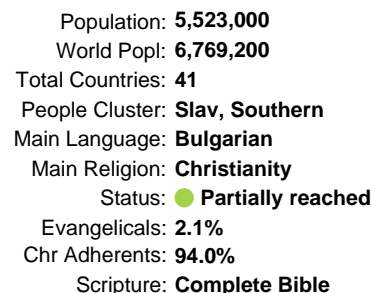 Population: 5,523,000
World Popl: 6,769,200
Total Countries: 41
People Cluster: Slav, Southern
Main Language: Bulgarian
Main Religion: Christianity
Status: Partially reached
Evangelicals: 2.1%
Chr Adherents: 94.0%
Scripture: Complete Bible